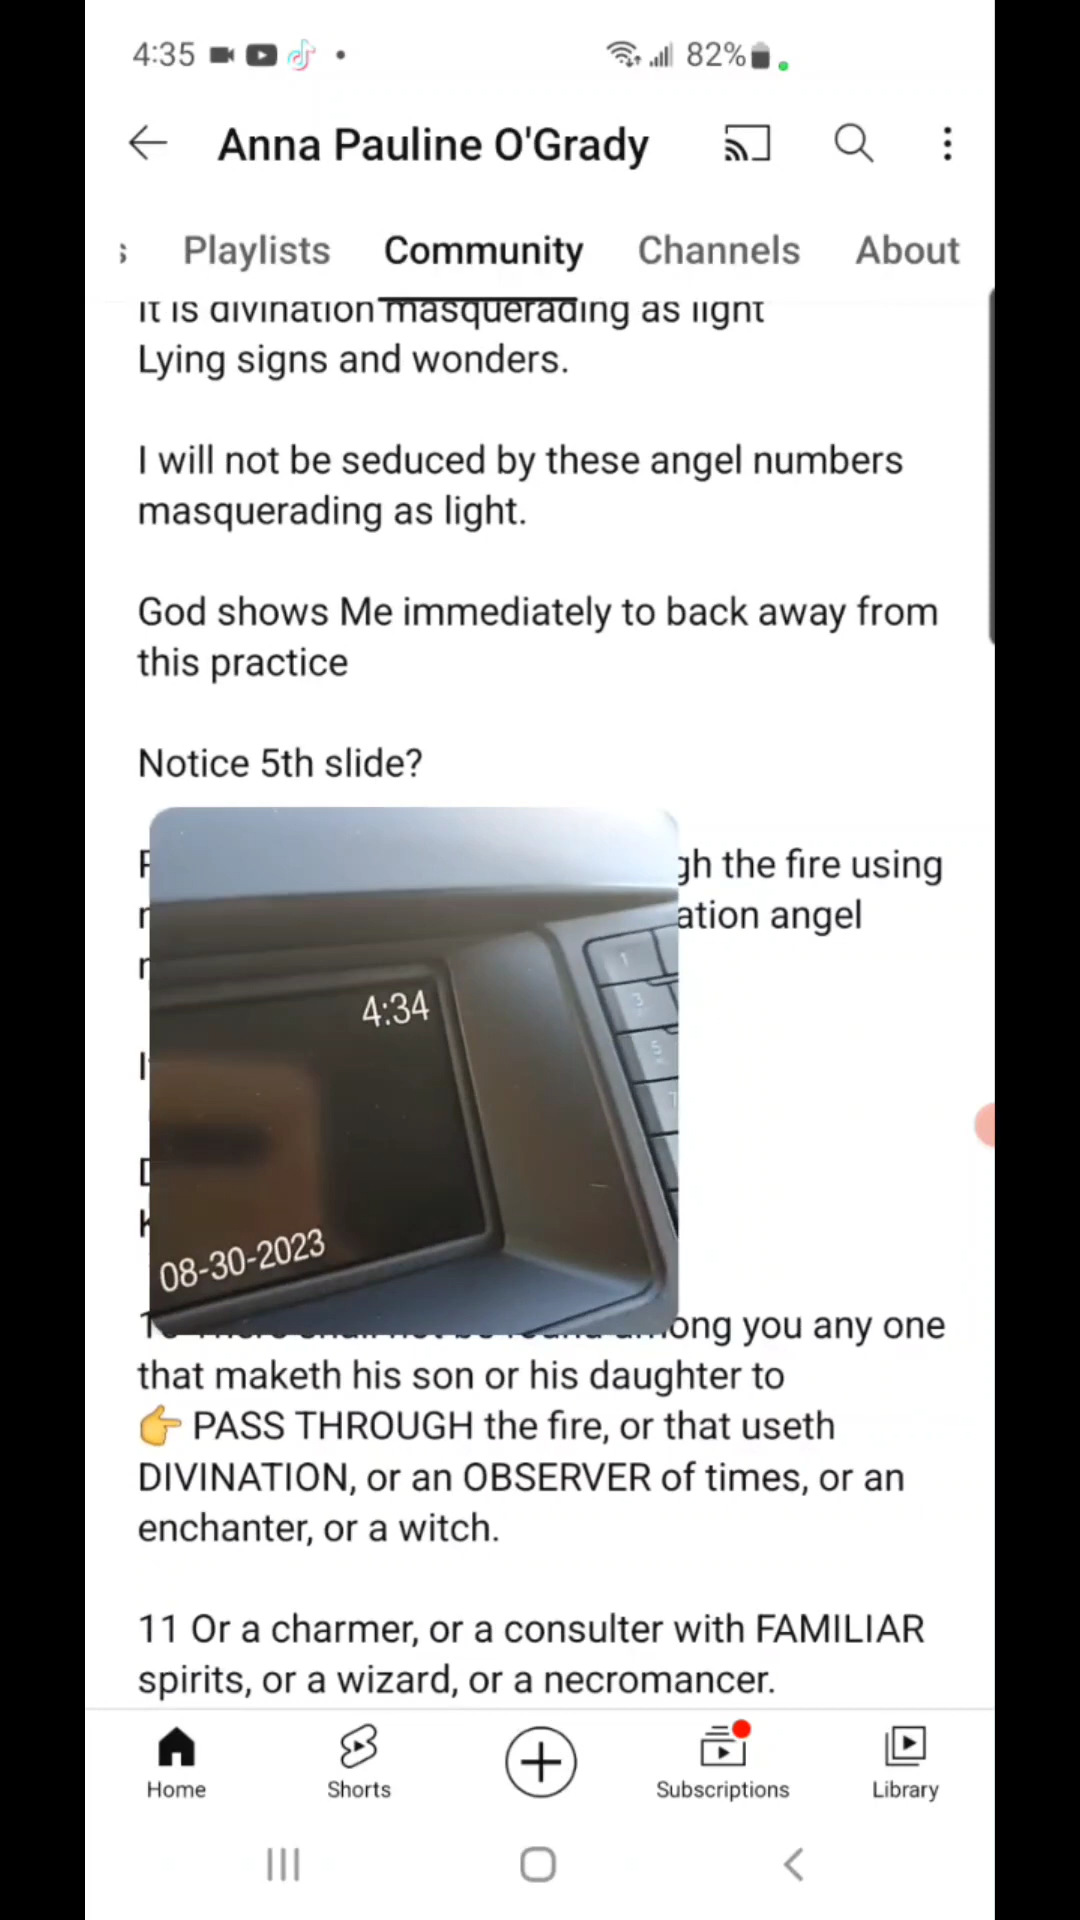 4:35
82%
Anna Pauline O'Grady
Playlists Community Channels About
It is divination masquerading as light
Lying signs and wonders.
I will not be seduced by these angel numbers
masquerading as light.
God shows Me immediately to back away from
this practice
Notice 5th slide?
the fire using
angel
4:34
1
3
5
7
08-30-2023
you any one
that maketh his son or his daughter to
👉 PASS THROUGH the fire, or that useth
DIVINATION, or an OBSERVER of times, or an
enchanter, or a witch.
11 Or a charmer, or a consulter with FAMILIAR
spirits, or a wizard, or a necromancer.
Home Shorts Subscriptions Library